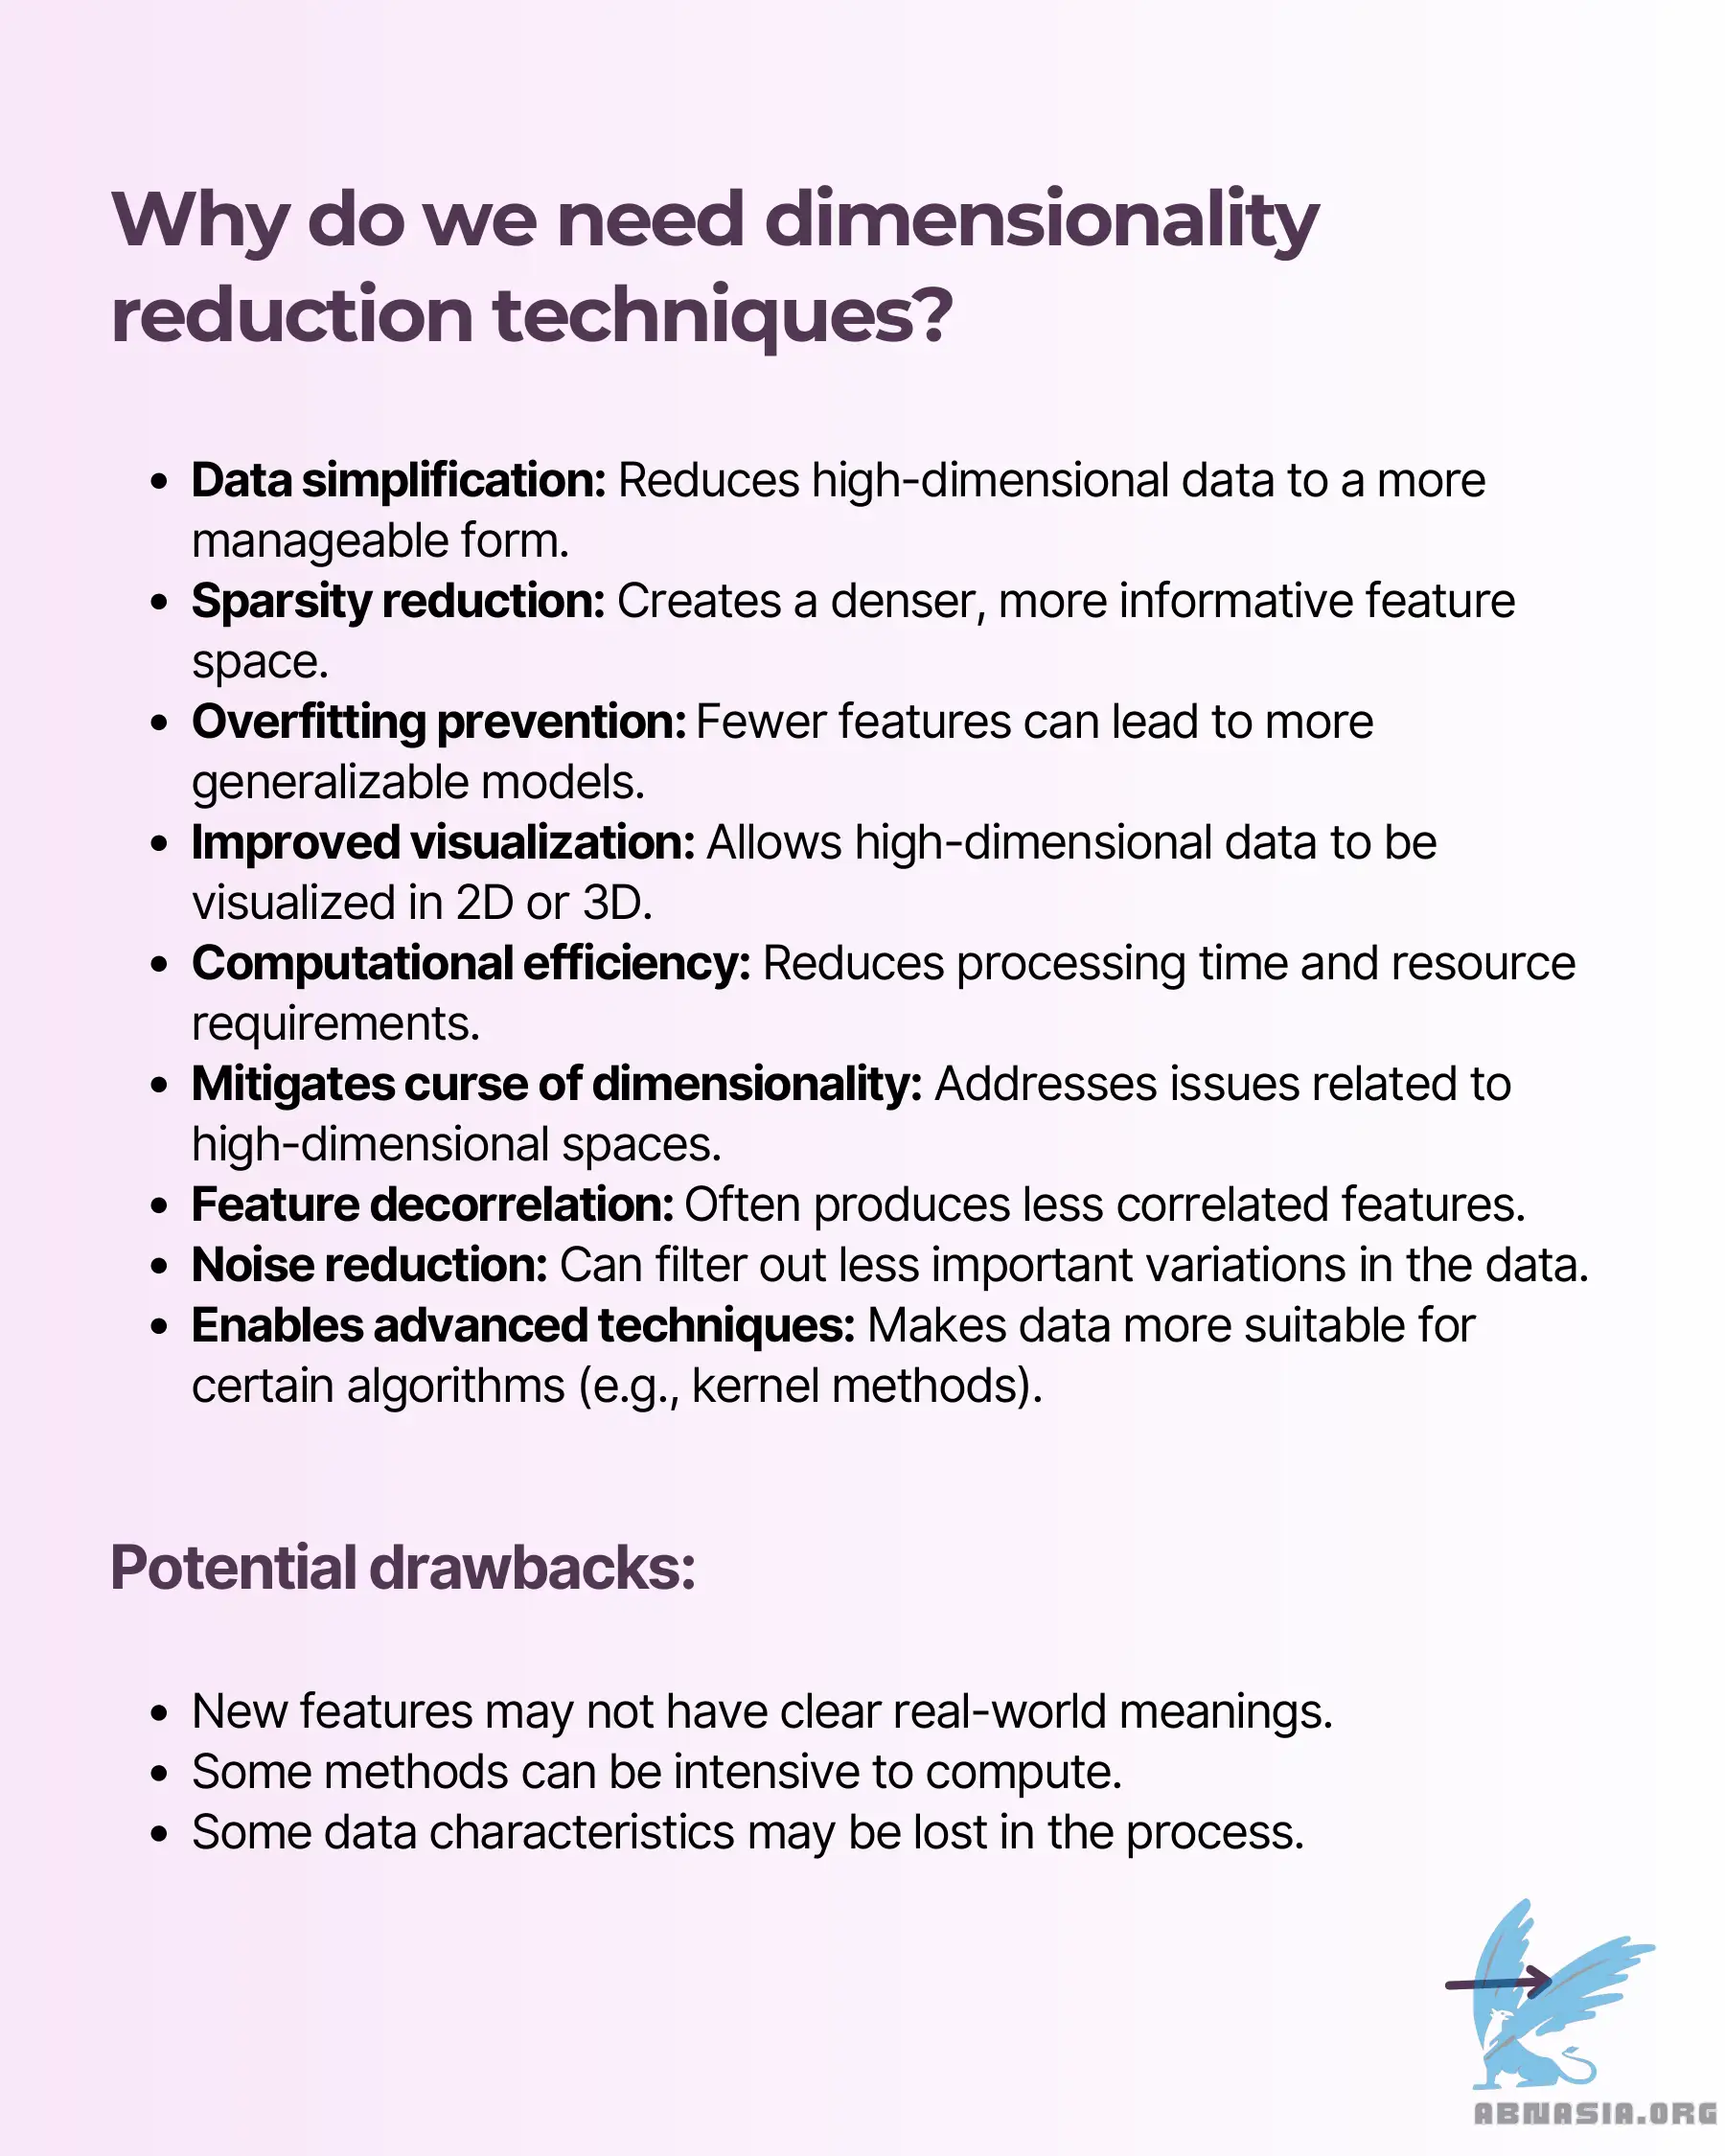 Why do we need dimensionality
reduction techniques?
• Data simplification: Reduces high-dimensional data to a more
manageable form.
• Sparsity reduction: Creates a denser, more informative feature
space.
• Overfitting prevention: Fewer features can lead to more
generalizable models.
• Improved visualization: Allows high-dimensional data to be
visualized in 2D or 3D.
• Computational efficiency: Reduces processing time and resource
requirements.
• Mitigates curse of dimensionality: Addresses issues related to
high-dimensional spaces.
• Feature decorrelation: Often produces less correlated features.
• Noise reduction: Can filter out less important variations in the data.
• Enables advanced techniques: Makes data more suitable for
certain algorithms (e.g., kernel methods).
Potential drawbacks:
• New features may not have clear real-world meanings.
• Some methods can be intensive to compute.
• Some data characteristics may be lost in the process.
ABNASIA.ORG